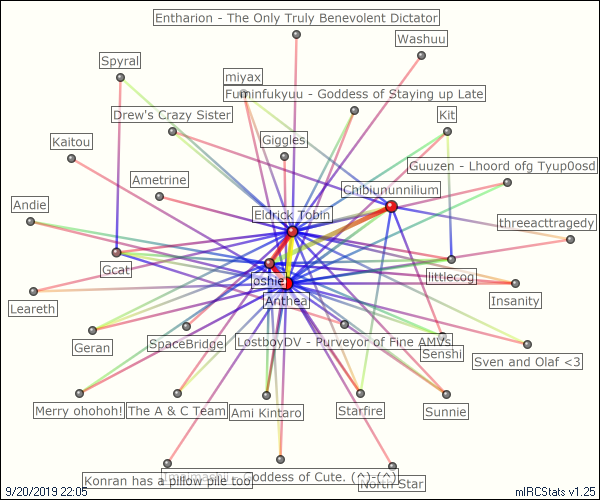 Entharion - The Only Truly Benevolent Dictator
Washuu
Spyral
miyax
Fuminfukyuu - Goddess of Staying up Late
Drew's Crazy Sister
Kit
Kaitou
Giggles
Guuzen - Lhoord ofg Tyup0osd
Ametrine
Chibiununnilium
Andie
Eldrick Tobin
threeacttragedy
Gcat
oshie
littlecog
Anthea
Insanity
Leareth
Geran
SpaceBridge
LostboyDV - Purveyor of Fine AMVs
Senshi
Sven and Olaf <3
Merry ohohoh!
The A & C Team
Ami Kintaro
Starfire
Sunnie
Goddess of Cute. (^)-(^)
Konran has a pillow pile too
North Star
9/20/2019 22:05
mIRCStats v1.25